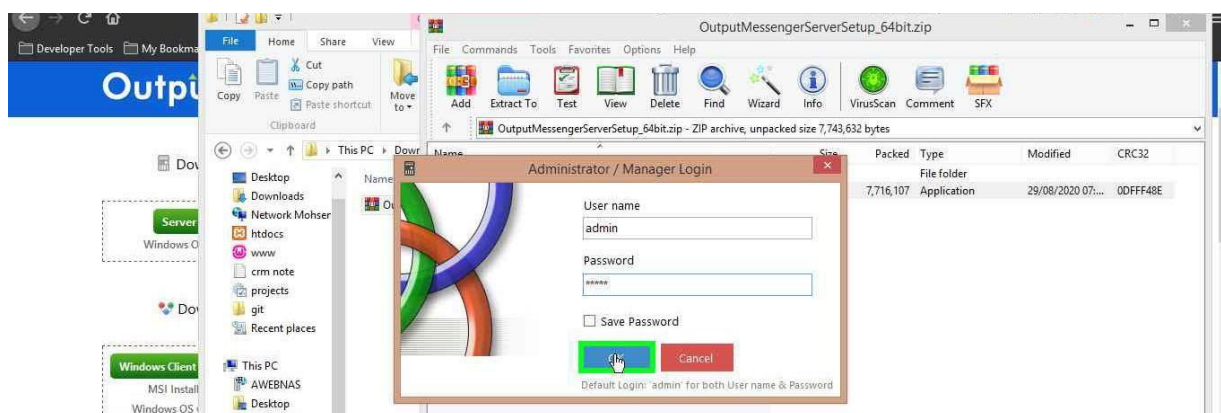 OutputMessengerServerSetup_64bit.zip
File Home Share View
File Commands Tools Favorites Options Help
Developer Tools My Bookma
Cut
Copy path
Paste shortcut
Copy Paste
Move to
Clipboard
Add Extract To Test View Delete Find Wizard Info VirusScan Comment SFX
Outpu
OutputMessengerServerSetup_64bit.zip - ZIP archive, unpacked size 7,743,632 bytes
This PC Down
Name Size Packed Type Modified CRC32
File folder
7,716,107 Application 29/08/2020 07:... 0DFFF48E
Dow
Server
Windows O
Dow
Windows Client
MSI Install
Windows OS
Desktop
Downloads
Network Mohser
htdocs
www
crm note
projects
git
Recent places
This PC
AWEBNAS
Desktop
Name
Ou
Administrator / Manager Login
User name
admin
Password
*****
Save Password
Cancel
Default Login: 'admin' for both User name & Password